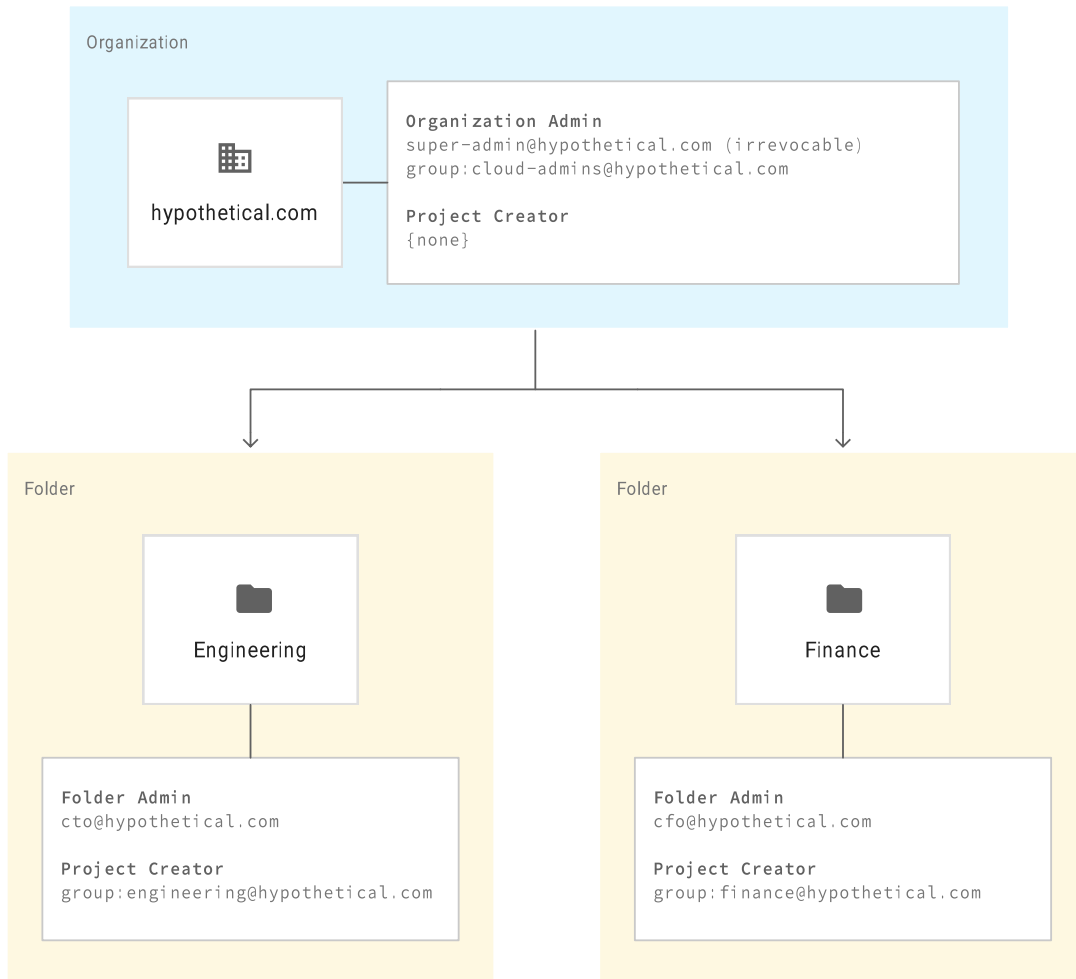 Organization
hypothetical.com
Organization Admin
super-admin@hypothetical.com (irrevocable)
group:cloud-admins@hypothetical.com
Project Creator
{none}
Folder
Engineering
Folder Admin
cto@hypothetical.com
Project Creator
group:engineering@hypothetical.com
Folder
Finance
Folder Admin
cfo@hypothetical.com
Project Creator
group:finance@hypothetical.com